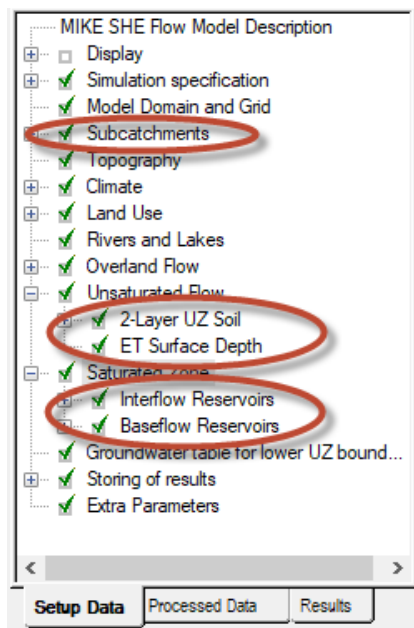 MIKE SHE Flow Model Description
Display
Simulation specification
Model Domain and Grid
Subcatchments
Topography
Climate
Land Use
Rivers and Lakes
Overland Flow
Unsaturated Flow
2-Layer UZ Soil
ET Surface Depth
Saturated Zone
Interflow Reservoirs
Baseflow Reservoirs
Groundwater table for lower UZ bound...
Storing of results
Extra Parameters
Setup Data Processed Data Results